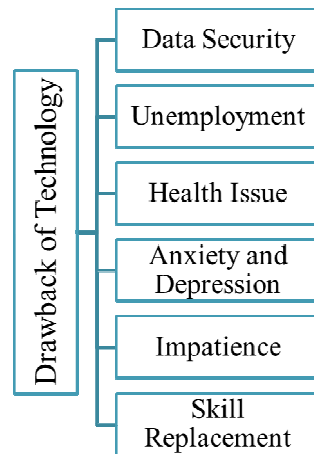 Drawback of Technology
Data Security
Unemployment
Health Issue
Anxiety and
Depression
Impatience
Skill
Replacement